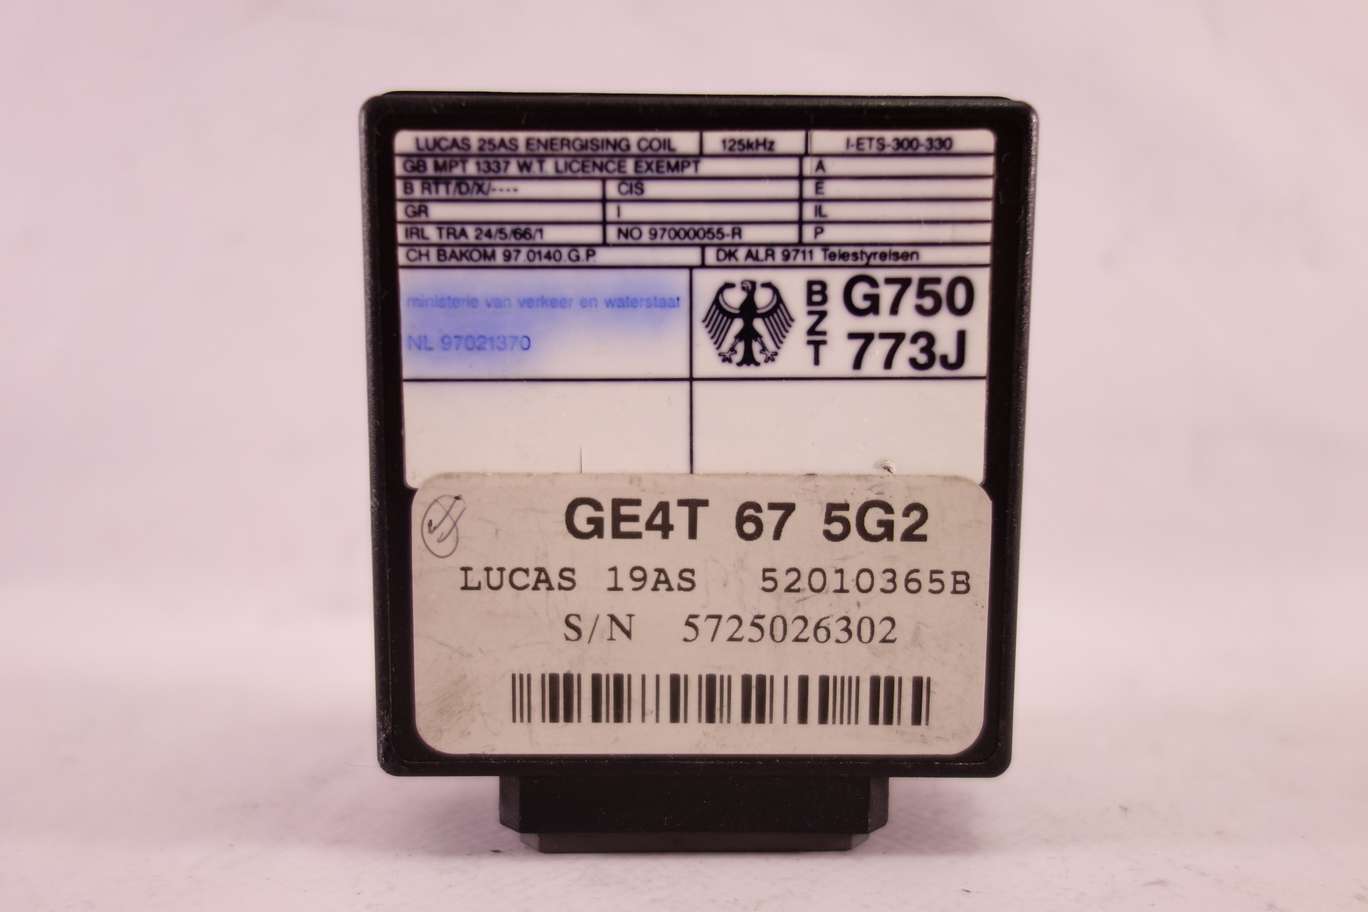 LUCAS 25AS ENERGISING COIL 125kHz I-ETS-300-330
GB MPT 1337 W.T. LICENCE EXEMPT A
B RTT/D/X/---- CIS E
GR I IL
IRL TRA 24/5/66/1 NO 97000055-R P
CH BAKOM 97.0140.G.P. DK ALR 9711 Telestyrelsen
ministerie van verkeer en waterstaat
NL 97021370
BZT G750
773J
GE4T 67 5G2
LUCAS 19AS 52010365B
S/N 5725026302